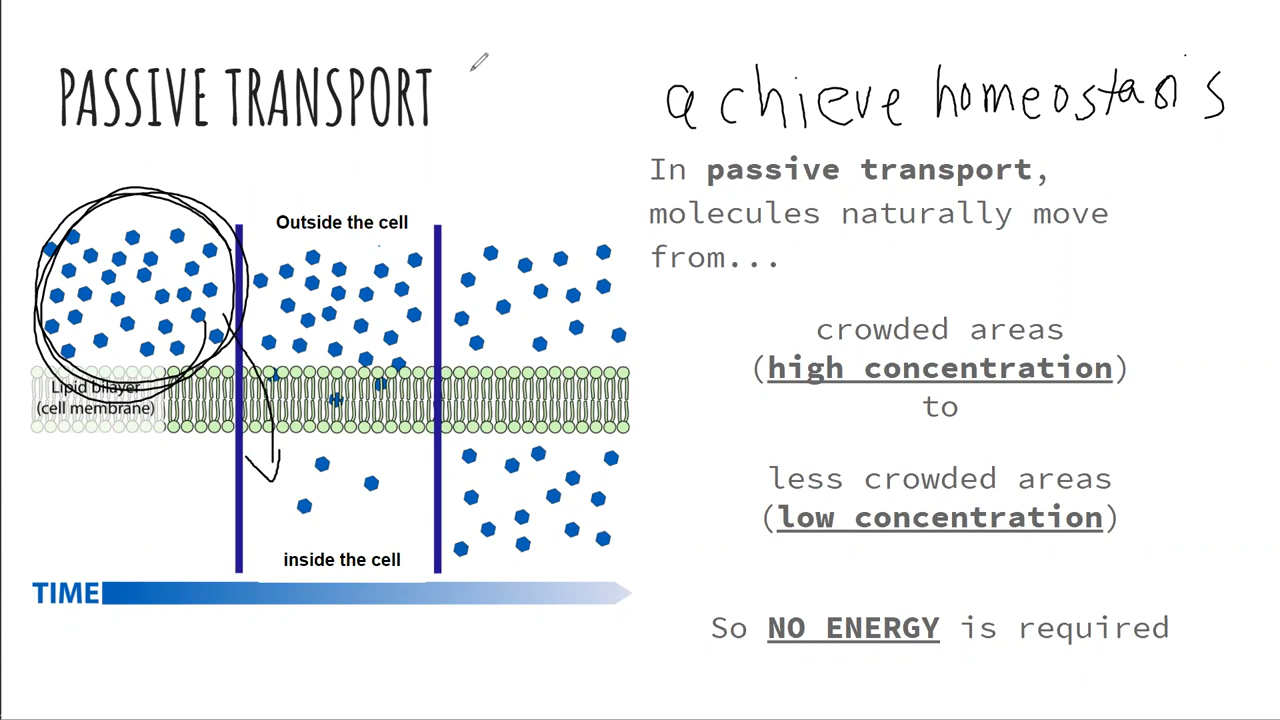 PASSIVE TRANSPORT
achieve homeostasis
In passive transport,
molecules naturally move
from...
crowded areas
(high concentration)
to
less crowded areas
(low concentration)
So NO ENERGY is required
Outside the cell
Lipid bilayer
(cell membrane)
inside the cell
TIME